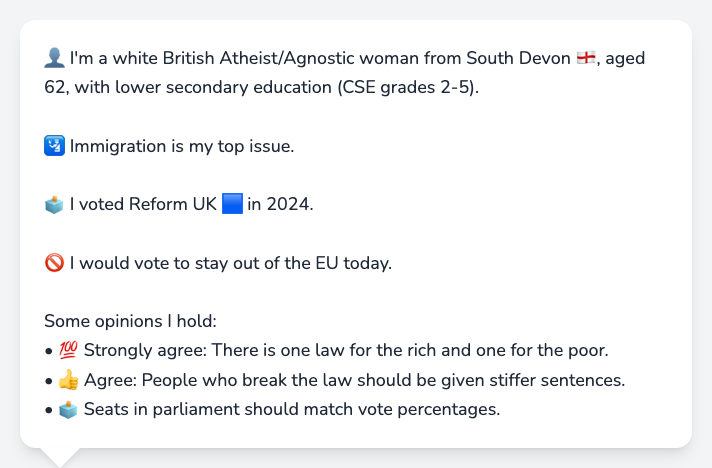 👤 I'm a white British Atheist/Agnostic woman from South Devon 🏴󠁧󠁢󠁥󠁮󠁧󠁿, aged
62, with lower secondary education (CSE grades 2-5).
🛂 Immigration is my top issue.
🗳️ I voted Reform UK 🟦 in 2024.
🚫 I would vote to stay out of the EU today.
Some opinions I hold:
• 💯 Strongly agree: There is one law for the rich and one for the poor.
• 👍 Agree: People who break the law should be given stiffer sentences.
• 🗳️ Seats in parliament should match vote percentages.